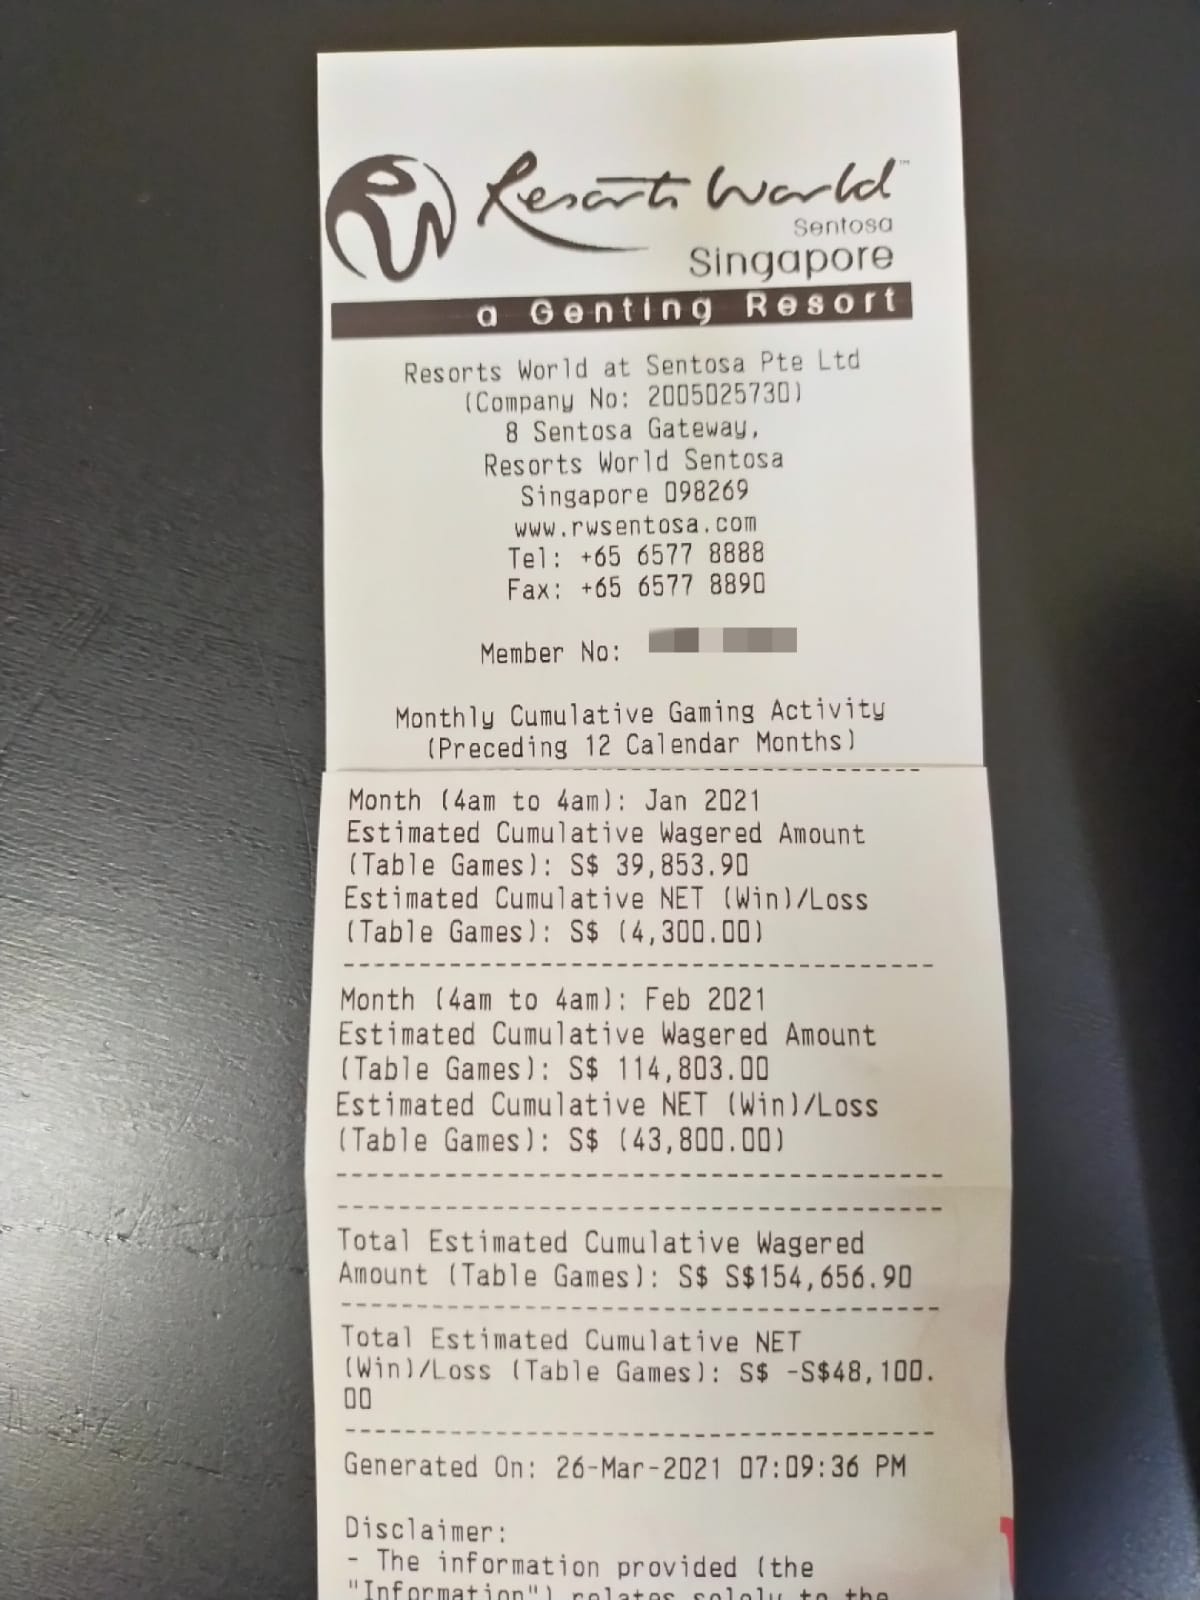 Resorts World™
Sentosa
Singapore
a Genting Resort
Resorts World at Sentosa Pte Ltd
(Company No: 200502573D)
8 Sentosa Gateway,
Resorts World Sentosa
Singapore 098269
www.rwsentosa.com
Tel: +65 6577 8888
Fax: +65 6577 8890
Member No:
Monthly Cumulative Gaming Activity
(Preceding 12 Calendar Months)
Month (4am to 4am): Jan 2021
Estimated Cumulative Wagered Amount
(Table Games): S$ 39,853.90
Estimated Cumulative NET (Win)/Loss
(Table Games): S$ (4,300.00)
Month (4am to 4am): Feb 2021
Estimated Cumulative Wagered Amount
(Table Games): S$ 114,803.00
Estimated Cumulative NET (Win)/Loss
(Table Games): S$ (43,800.00)
Total Estimated Cumulative Wagered
Amount (Table Games): S$ S$154,656.90
Total Estimated Cumulative NET
(Win)/Loss (Table Games): S$ -S$48,100.
00
Generated On: 26-Mar-2021 07:09:36 PM
Disclaimer:
- The information provided (the
"Information") relates solely to the